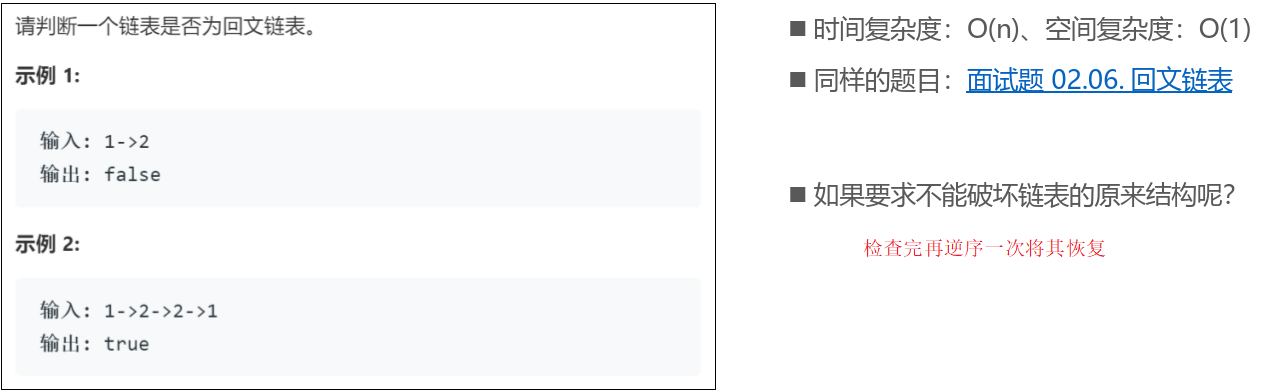 请判断一个链表是否为回文链表。
示例 1:
输入: 1->2
输出: false
示例 2:
输入: 1->2->2->1
输出: true
■ 时间复杂度：O(n)、空间复杂度：O(1)
■ 同样的题目：面试题 02.06. 回文链表
■ 如果要求不能破坏链表的原来结构呢？
检查完再逆序一次将其恢复